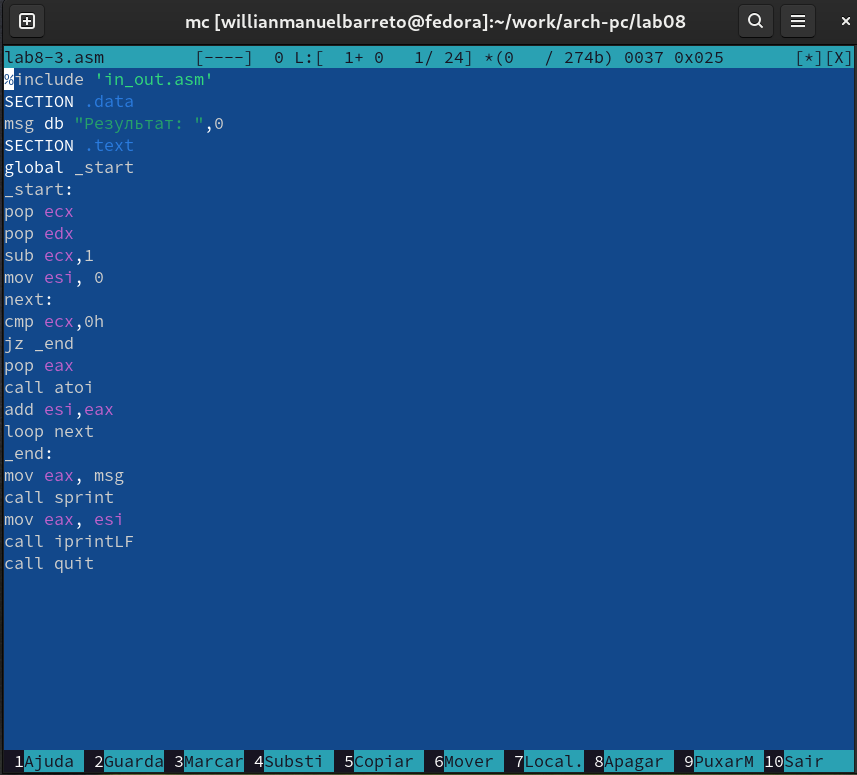 mc [willianmanuelbarreto@fedora]:~/work/arch-pc/lab08
lab8-3.asm [----] 0 L:[ 1+ 0 1/ 24] *(0 / 274b) 0037 0x025 [*][X]
%include 'in_out.asm'
SECTION .data
msg db "Результат: ",0
SECTION .text
global _start
_start:
pop ecx
pop edx
sub ecx,1
mov esi, 0
next:
cmp ecx,0h
jz _end
pop eax
call atoi
add esi,eax
loop next
_end:
mov eax, msg
call sprint
mov eax, esi
call iprintLF
call quit
1Ajuda 2Guarda 3Marcar 4Substi 5Copiar 6Mover 7Local. 8Apagar 9PuxarM 10Sair